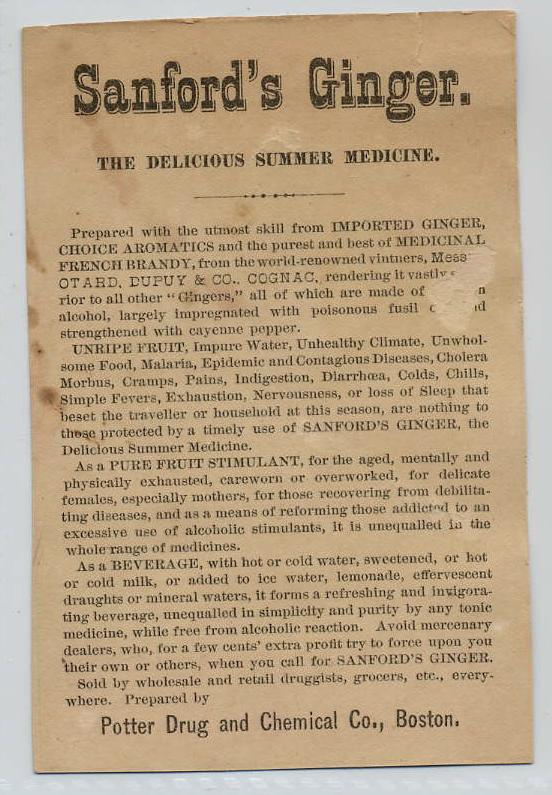 Sanford's Ginger.
THE DELICIOUS SUMMER MEDICINE.
Prepared with the utmost skill from IMPORTED GINGER,
CHOICE AROMATICS and the purest and best of MEDICINAL
FRENCH BRANDY, from the world-renowned vintners, Mess
OTARD, DUPUY & CO., COGNAC, rendering it vastly
rior to all other "Gingers," all of which are made of
alcohol, largely impregnated with poisonous fusil
strengthened with cayenne pepper.
UNRIPE FRUIT, Impure Water, Unhealthy Climate, Unwhol-
some Food, Malaria, Epidemic and Contagious Diseases, Cholera
Morbus, Cramps, Pains, Indigestion, Diarrhœa, Colds, Chills,
Simple Fevers, Exhaustion, Nervousness, or loss of Sleep that
beset the traveller or household at this season, are nothing to
those protected by a timely use of SANFORD'S GINGER, the
Delicious Summer Medicine.
As a PURE FRUIT STIMULANT, for the aged, mentally and
physically exhausted, careworn or overworked, for delicate
females, especially mothers, for those recovering from debilita-
ting diseases, and as a means of reforming those addicted to an
excessive use of alcoholic stimulants, it is unequalled in the
whole range of medicines.
As a BEVERAGE, with hot or cold water, sweetened, or hot
or cold milk, or added to ice water, lemonade, effervescent
draughts or mineral waters, it forms a refreshing and invigora-
ting beverage, unequalled in simplicity and purity by any tonic
medicine, while free from alcoholic reaction. Avoid mercenary
dealers, who, for a few cents' extra profit try to force upon you
their own or others, when you call for SANFORD'S GINGER.
Sold by wholesale and retail druggists, grocers, etc., every-
where. Prepared by
Potter Drug and Chemical Co., Boston.